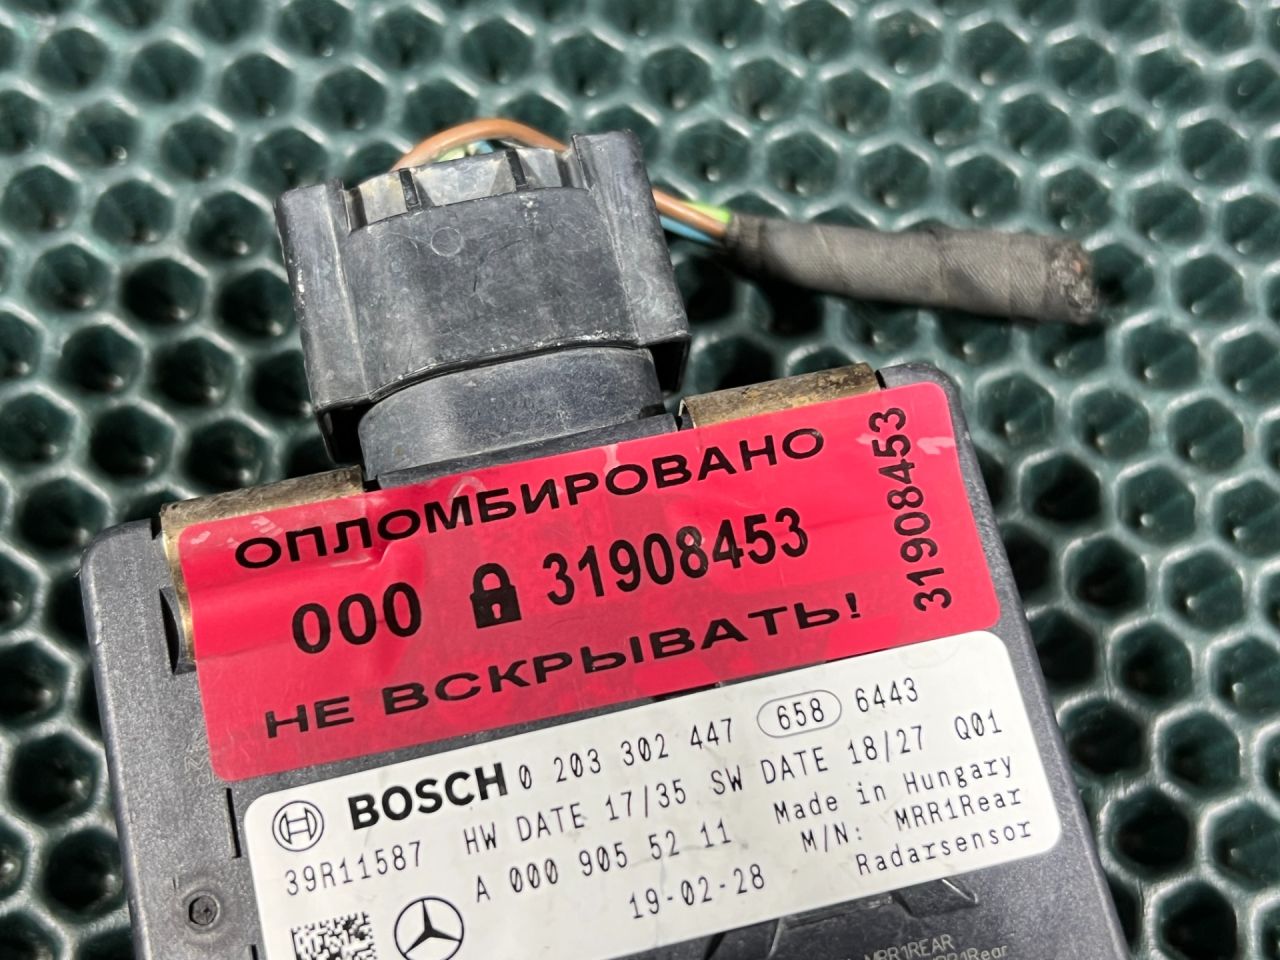 ОПЛОМБИРОВАНО
000 31908453
НЕ ВСКРЫВАТЬ!
31908453
BOSCH 0 203 302 447 658 6443
39R11587 HW DATE 17/35 SW DATE 18/27 Q01
A 000 905 52 11 Made in Hungary
19-02-28 M/N: MRR1Rear
Radarsensor
MRR1REAR